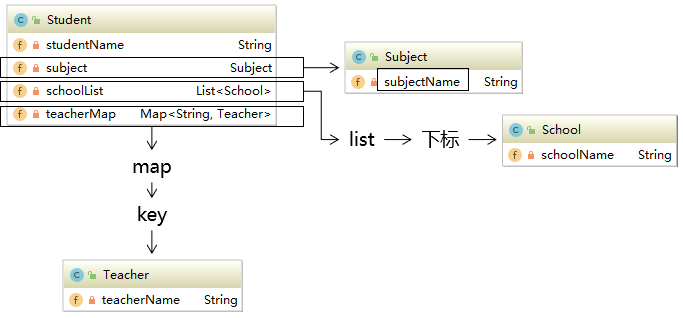 Student
studentName String
subject Subject
schoolList List<School>
teacherMap Map<String, Teacher>
Subject
subjectName String
list
下标
School
schoolName String
map
key
Teacher
teacherName String